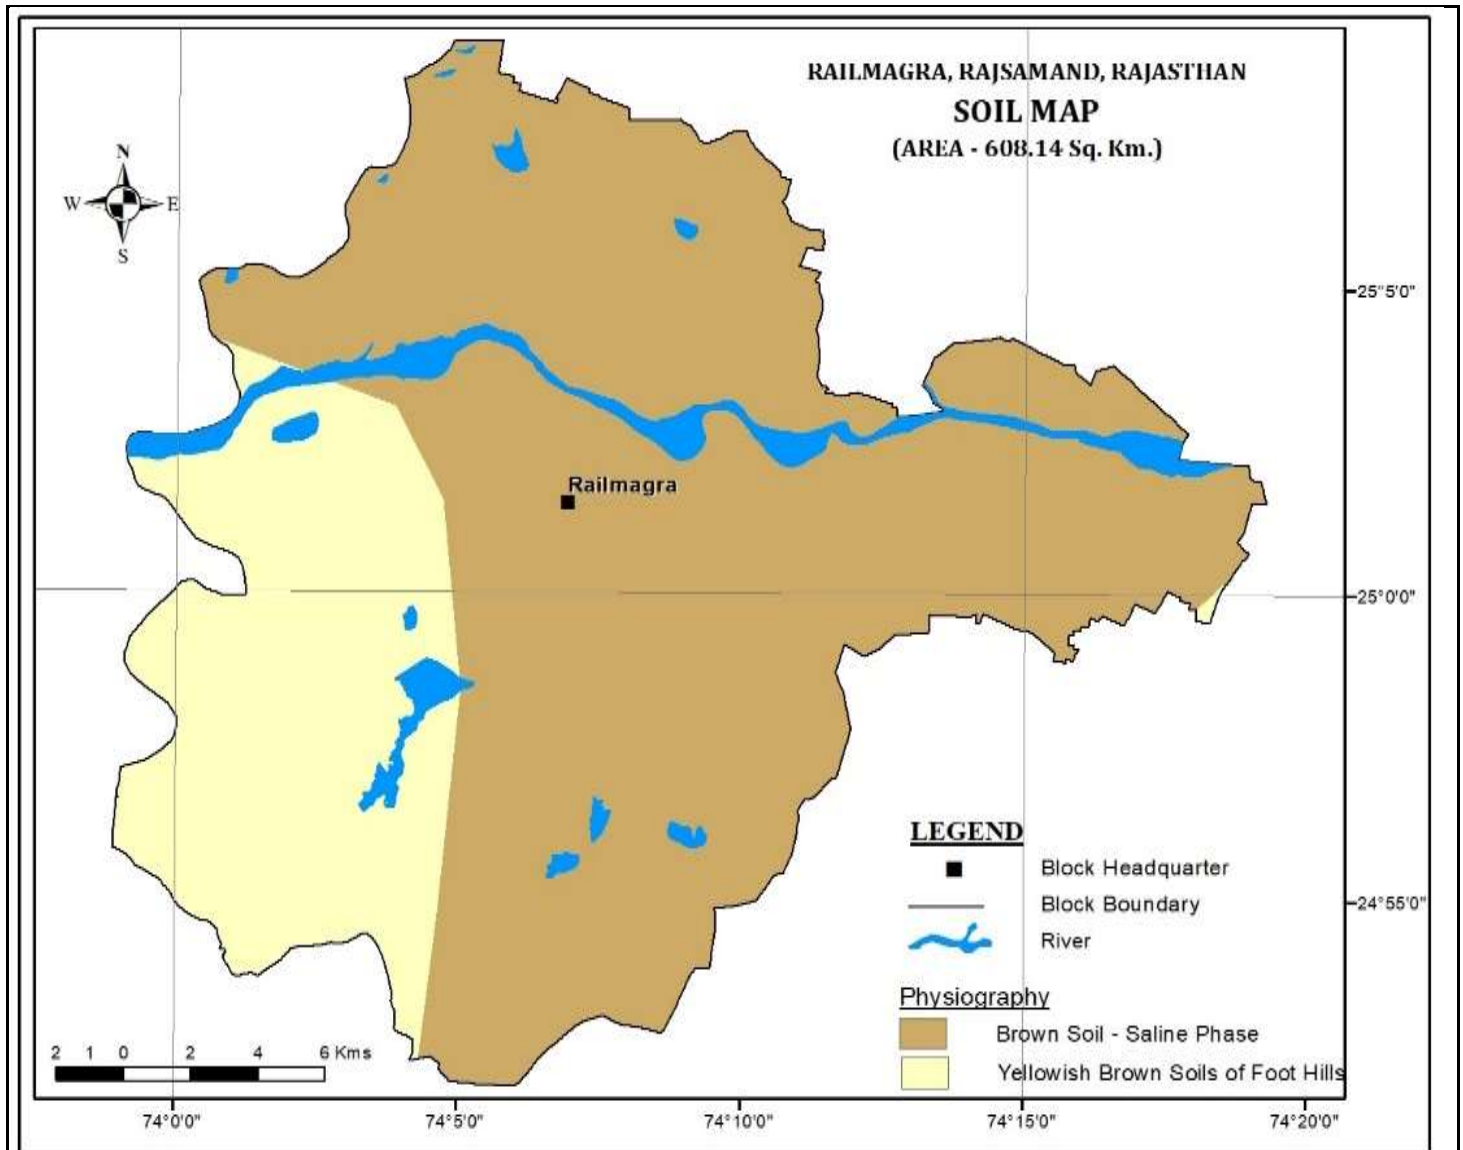 RAILMAGRA, RAJSAMAND, RAJASTHAN
SOIL MAP
(AREA - 608.14 Sq. Km.)
N
W E
S
25°5'0"
Railmagra
25°0'0"
LEGEND
Block Headquarter
Block Boundary
24°55'0"
River
Physiography
Brown Soil - Saline Phase
Yellowish Brown Soils of Foot Hills
2 1 0 2 4 6 Kms
74°0'0" 74°5'0" 74°10'0" 74°15'0" 74°20'0"